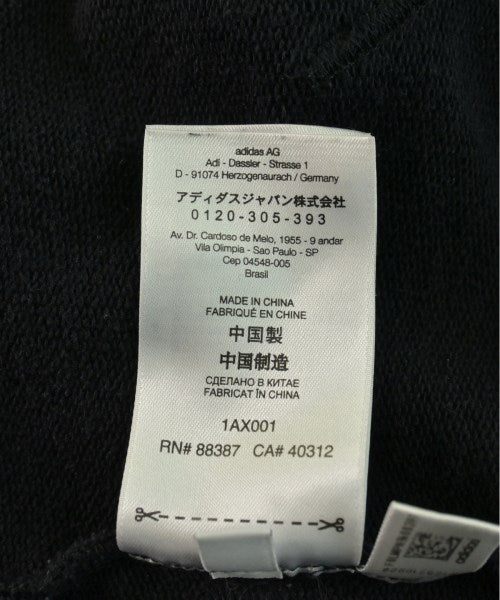 adidas AG
Adi - Dassler - Strasse 1
D - 91074 Herzogenaurach / Germany
アディダスジャパン株式会社
0120-305-393
Av. Dr. Cardoso de Melo, 1955 - 9 andar
Vila Olimpia - Sao Paulo - SP
Cep 04548-005
Brasil
MADE IN CHINA
FABRIQUÉ EN CHINE
中国製
中国制造
СДЕЛАНО В КИТАЕ
FABRICAT ÎN CHINA
1AX001
RN# 88387 CA# 40312
adidas